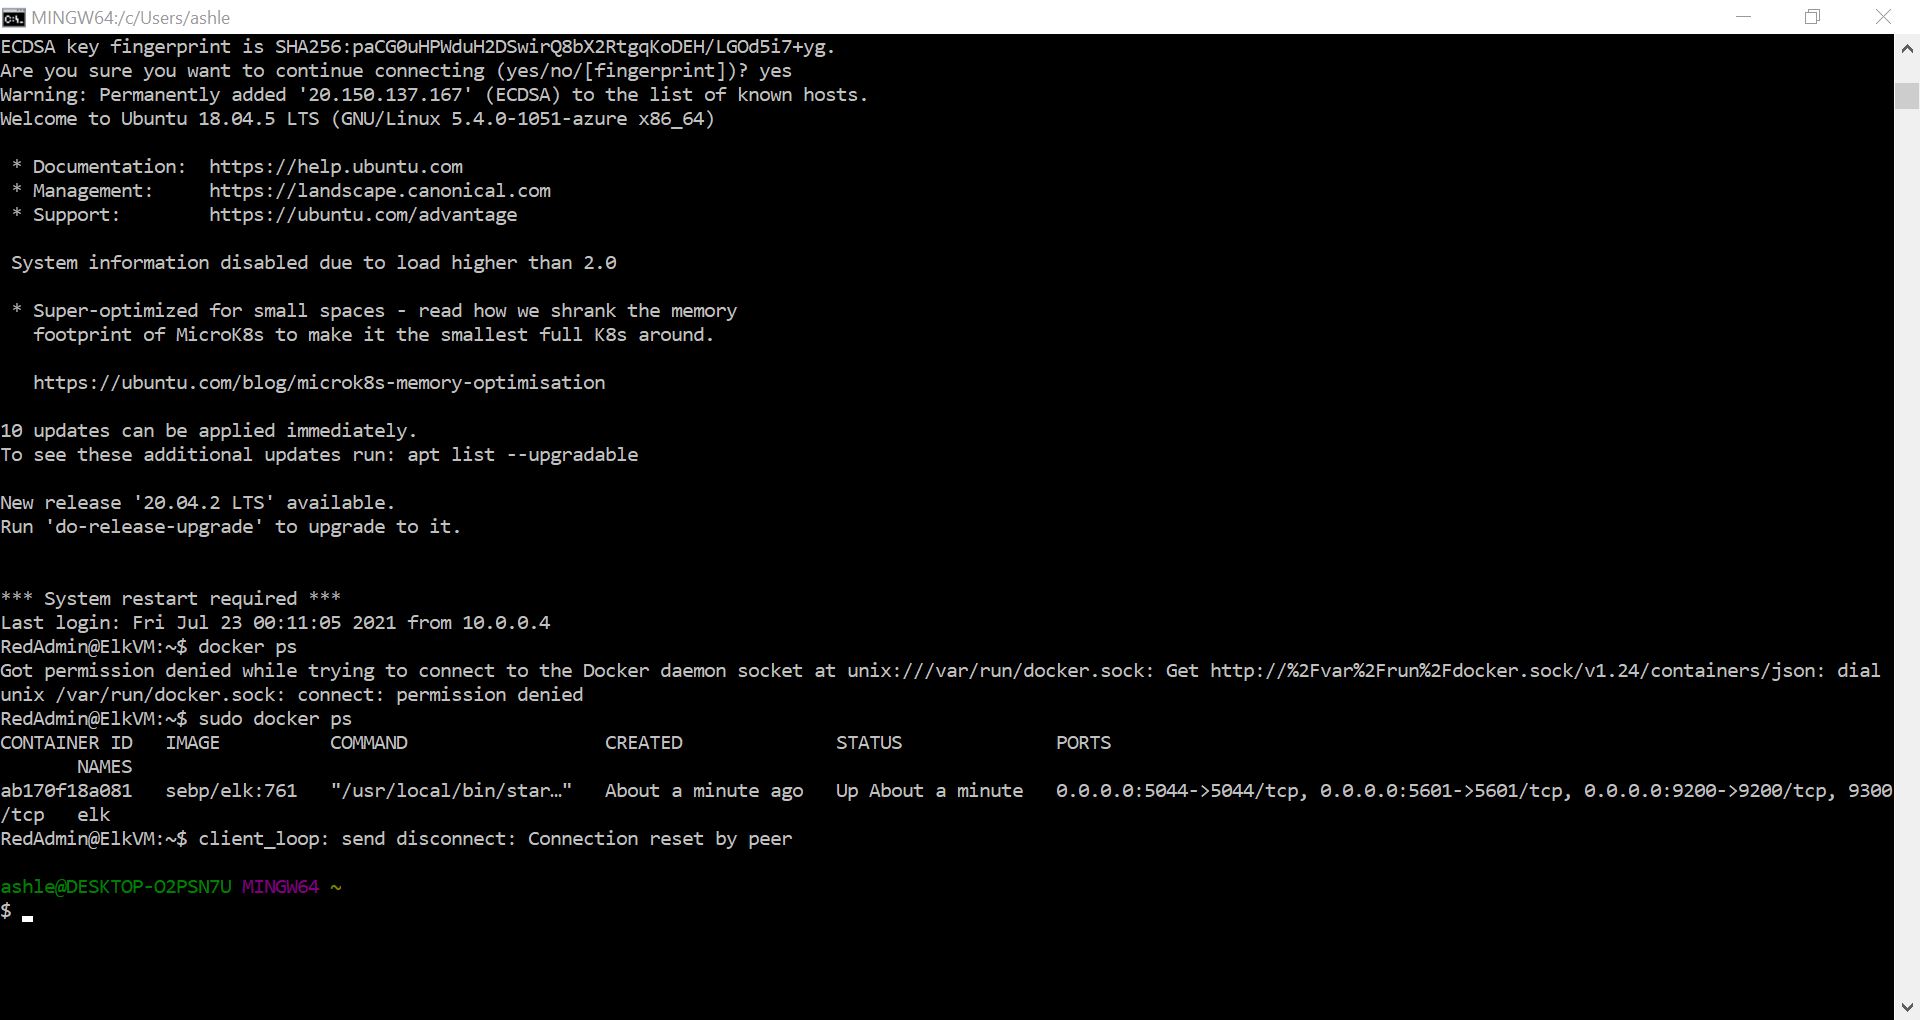 MINGW64:/c/Users/ashle
ECDSA key fingerprint is SHA256:paCG0uHPWduH2DSwirQ8bX2RtgqKoDEH/LGOd5i7+yg.
Are you sure you want to continue connecting (yes/no/[fingerprint])? yes
Warning: Permanently added '20.150.137.167' (ECDSA) to the list of known hosts.
Welcome to Ubuntu 18.04.5 LTS (GNU/Linux 5.4.0-1051-azure x86_64)
* Documentation:  https://help.ubuntu.com
* Management:     https://landscape.canonical.com
* Support:        https://ubuntu.com/advantage
System information disabled due to load higher than 2.0
* Super-optimized for small spaces - read how we shrank the memory
footprint of MicroK8s to make it the smallest full K8s around.
https://ubuntu.com/blog/microk8s-memory-optimisation
10 updates can be applied immediately.
To see these additional updates run: apt list --upgradable
New release '20.04.2 LTS' available.
Run 'do-release-upgrade' to upgrade to it.
*** System restart required ***
Last login: Fri Jul 23 00:11:05 2021 from 10.0.0.4
RedAdmin@ElkVM:~$ docker ps
Got permission denied while trying to connect to the Docker daemon socket at unix:///var/run/docker.sock: Get http://%2Fvar%2Frun%2Fdocker.sock/v1.24/containers/json: dial
unix /var/run/docker.sock: connect: permission denied
RedAdmin@ElkVM:~$ sudo docker ps
CONTAINER ID   IMAGE          COMMAND                  CREATED              STATUS              PORTS
NAMES
ab170f18a081   sebp/elk:761   "/usr/local/bin/star…"   About a minute ago   Up About a minute   0.0.0.0:5044->5044/tcp, 0.0.0.0:5601->5601/tcp, 0.0.0.0:9200->9200/tcp, 9300
/tcp   elk
RedAdmin@ElkVM:~$ client_loop: send disconnect: Connection reset by peer
ashle@DESKTOP-O2PSN7U MINGW64 ~
$